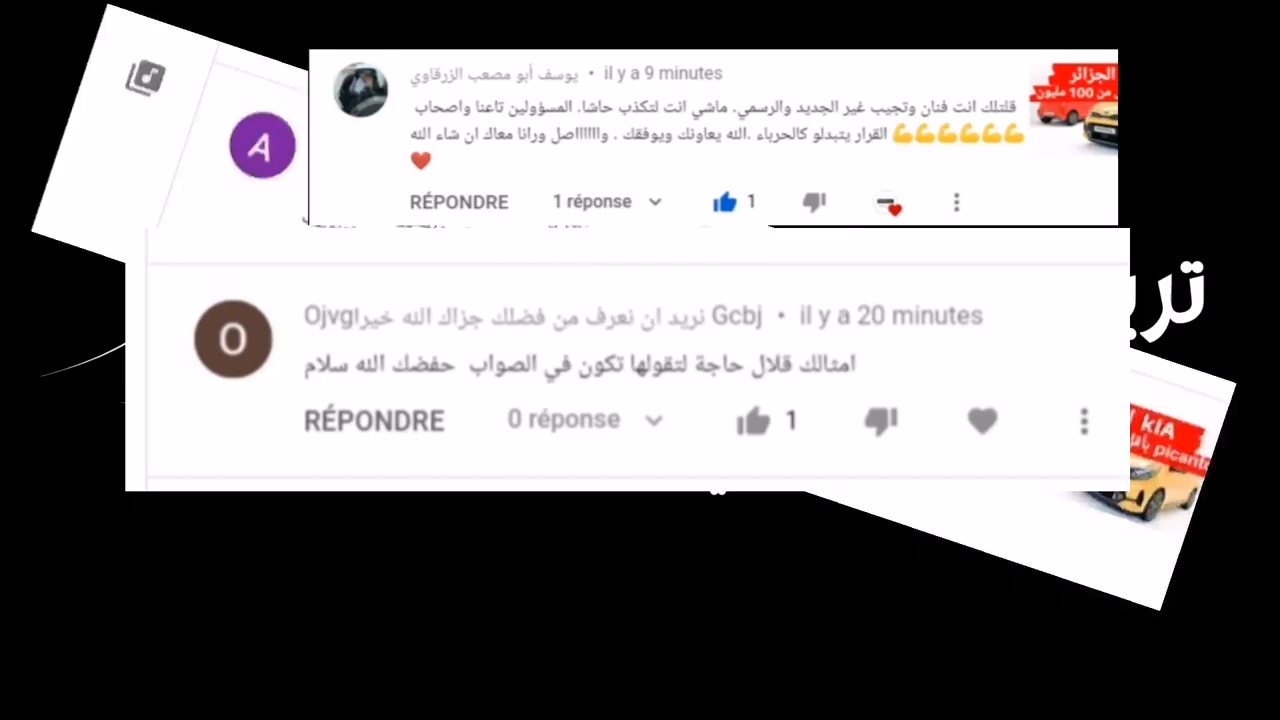 A
يوسف أبو مصعب الزرقاوي • il y a 9 minutes
قلتلك انت فنان وتجيب غير الجديد والرسمي. ماشي انت لتكذب حاشا. المسؤولين تاعنا واصحاب
القرار يتبدلو كالحرباء .الله يعاونك ويوفقك . واااااااصل ورانا معاك ان شاء الله 💪💪💪💪💪💪
❤️
RÉPONDRE 1 réponse 1
الجزائر
من 100 مليون
O
Ojvgنريد ان نعرف من فضلك جزاك الله خيرا Gcbj • il y a 20 minutes
امثالك قلال حاجة لتقولها تكون في الصواب حفضك الله سلام
RÉPONDRE 0 réponse 1
kIA
picanto